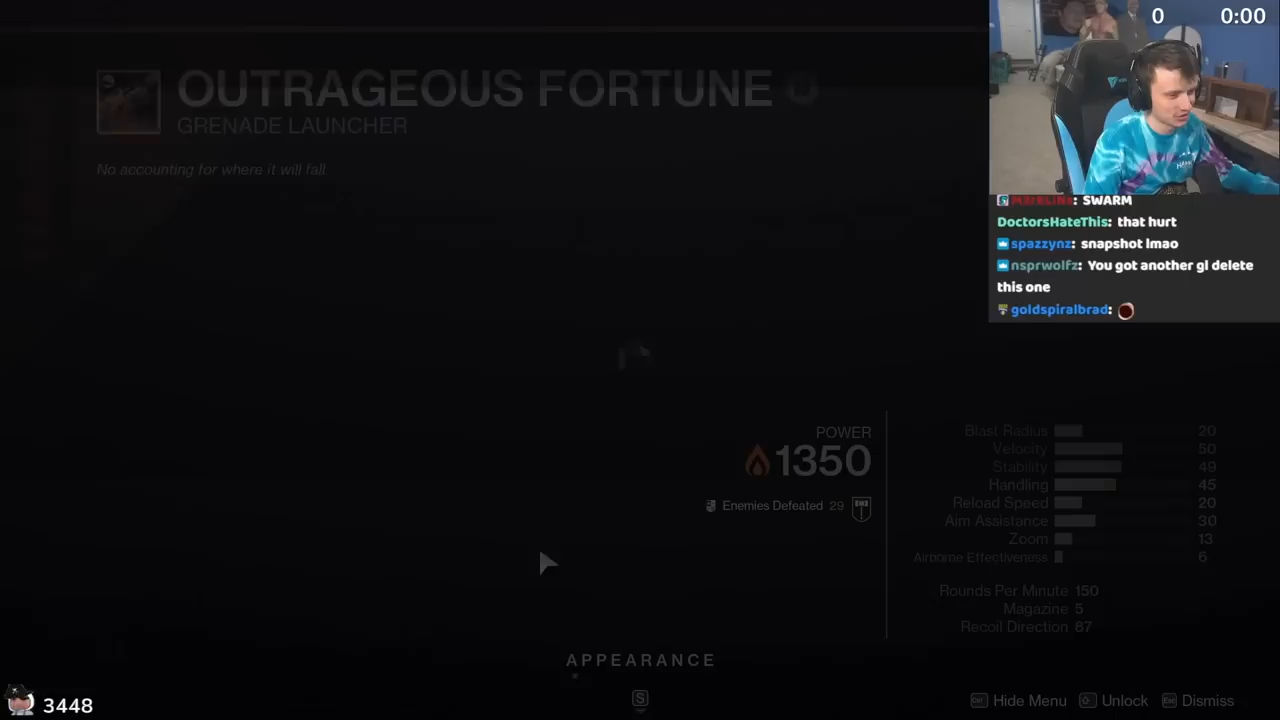 0 0:00
OUTRAGEOUS FORTUNE
GRENADE LAUNCHER
No accounting for where it will fall.
: SWARM
DoctorsHateThis: that hurt
spazzynz: snapshot lmao
nsprwolfz: You got another gl delete
this one
goldspiralbrad:
POWER
1350
Enemies Defeated 29
Blast Radius 20
Velocity 50
Stability 49
Handling 45
Reload Speed 20
Aim Assistance 30
Zoom 13
Airborne Effectiveness 6
Rounds Per Minute 150
Magazine 5
Recoil Direction 87
APPEARANCE
S
3448
Hide Menu Unlock Dismiss